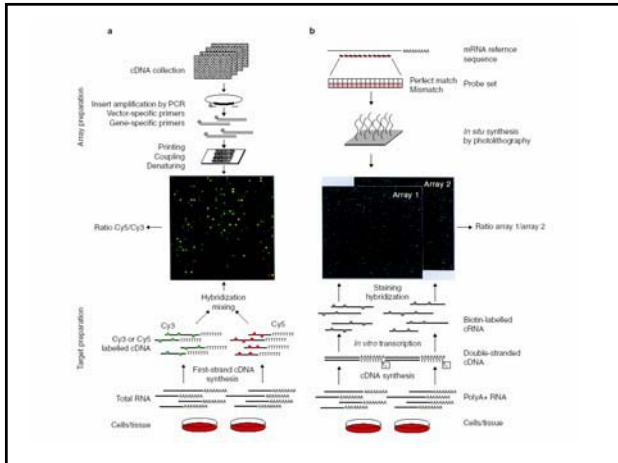 a
cDNA collection
Array preparation
Insert amplification by PCR
Vector-specific primers
Gene-specific primers
Printing
Coupling
Denaturing
Ratio Cy5/Cy3
Hybridization
mixing
Target preparation
Cy3
Cy5
Cy3 or Cy5
labelled cDNA
First-strand cDNA
synthesis
Total RNA
Cells/tissue
b
mRNA refernce
sequence
Perfect match
Mismatch
Probe set
In situ synthesis
by photolithography
Array 2
Array 1
Ratio array 1/array 2
Staining
hybridization
Biotin-labelled
cRNA
In vitro transcription
Double-stranded
cDNA
cDNA synthesis
PolyA+ RNA
Cells/tissue